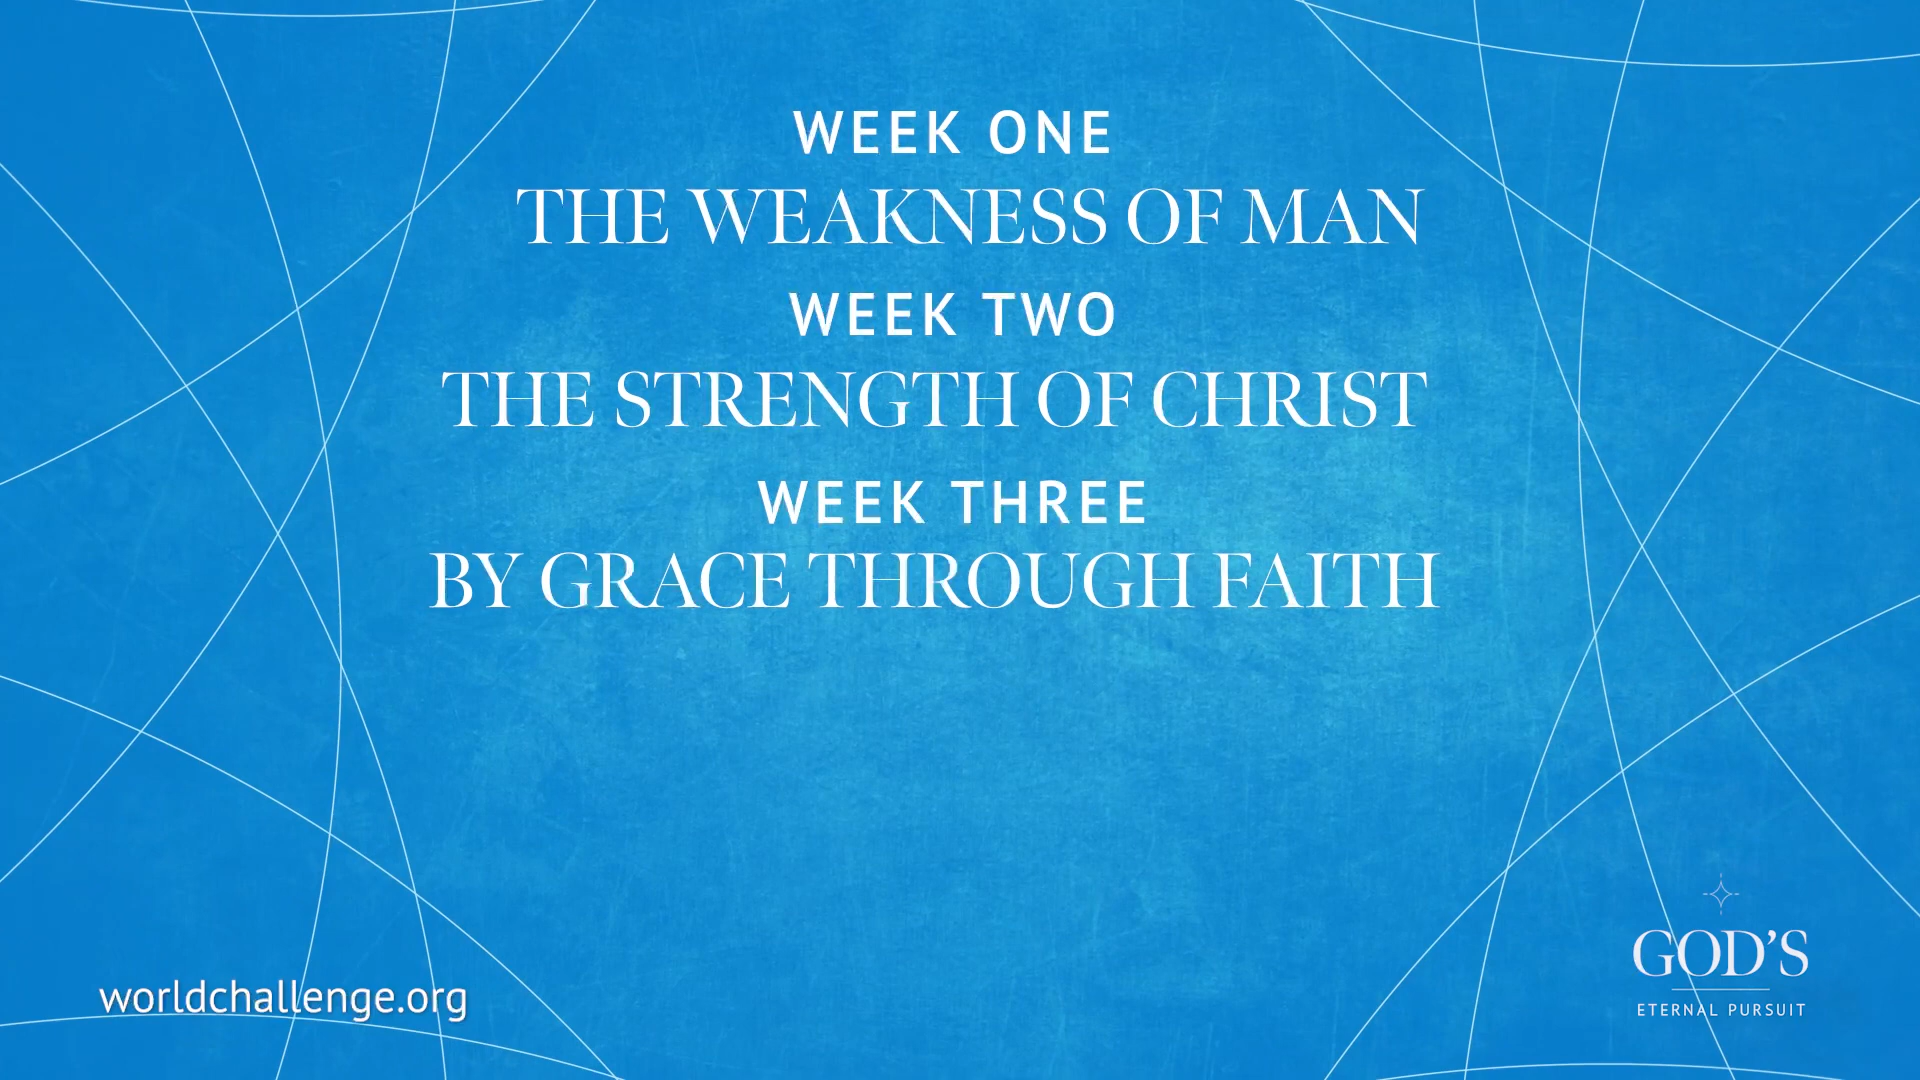 WEEK ONE
THE WEAKNESS OF MAN
WEEK TWO
THE STRENGTH OF CHRIST
WEEK THREE
BY GRACE THROUGH FAITH
worldchallenge.org
GOD'S
ETERNAL PURSUIT